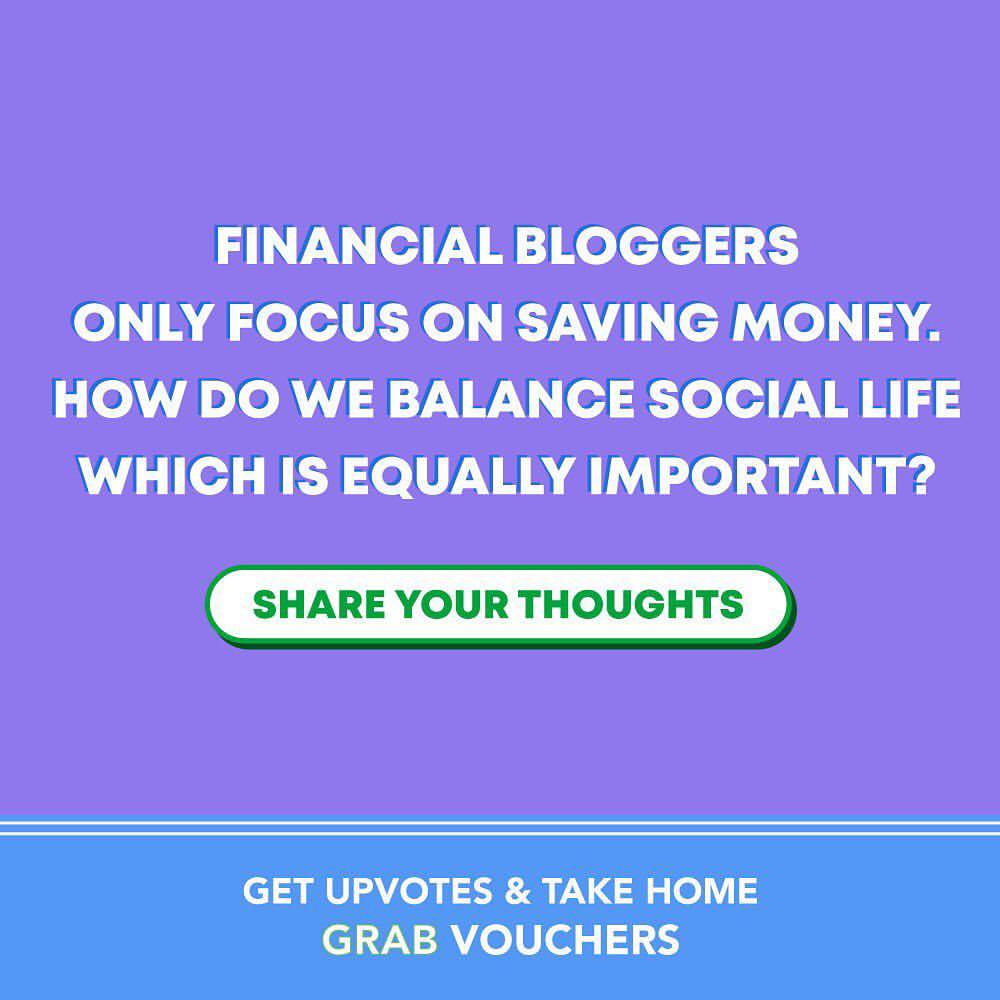 FINANCIAL BLOGGERS
ONLY FOCUS ON SAVING MONEY.
HOW DO WE BALANCE SOCIAL LIFE
WHICH IS EQUALLY IMPORTANT?
SHARE YOUR THOUGHTS
GET UPVOTES & TAKE HOME
GRAB VOUCHERS